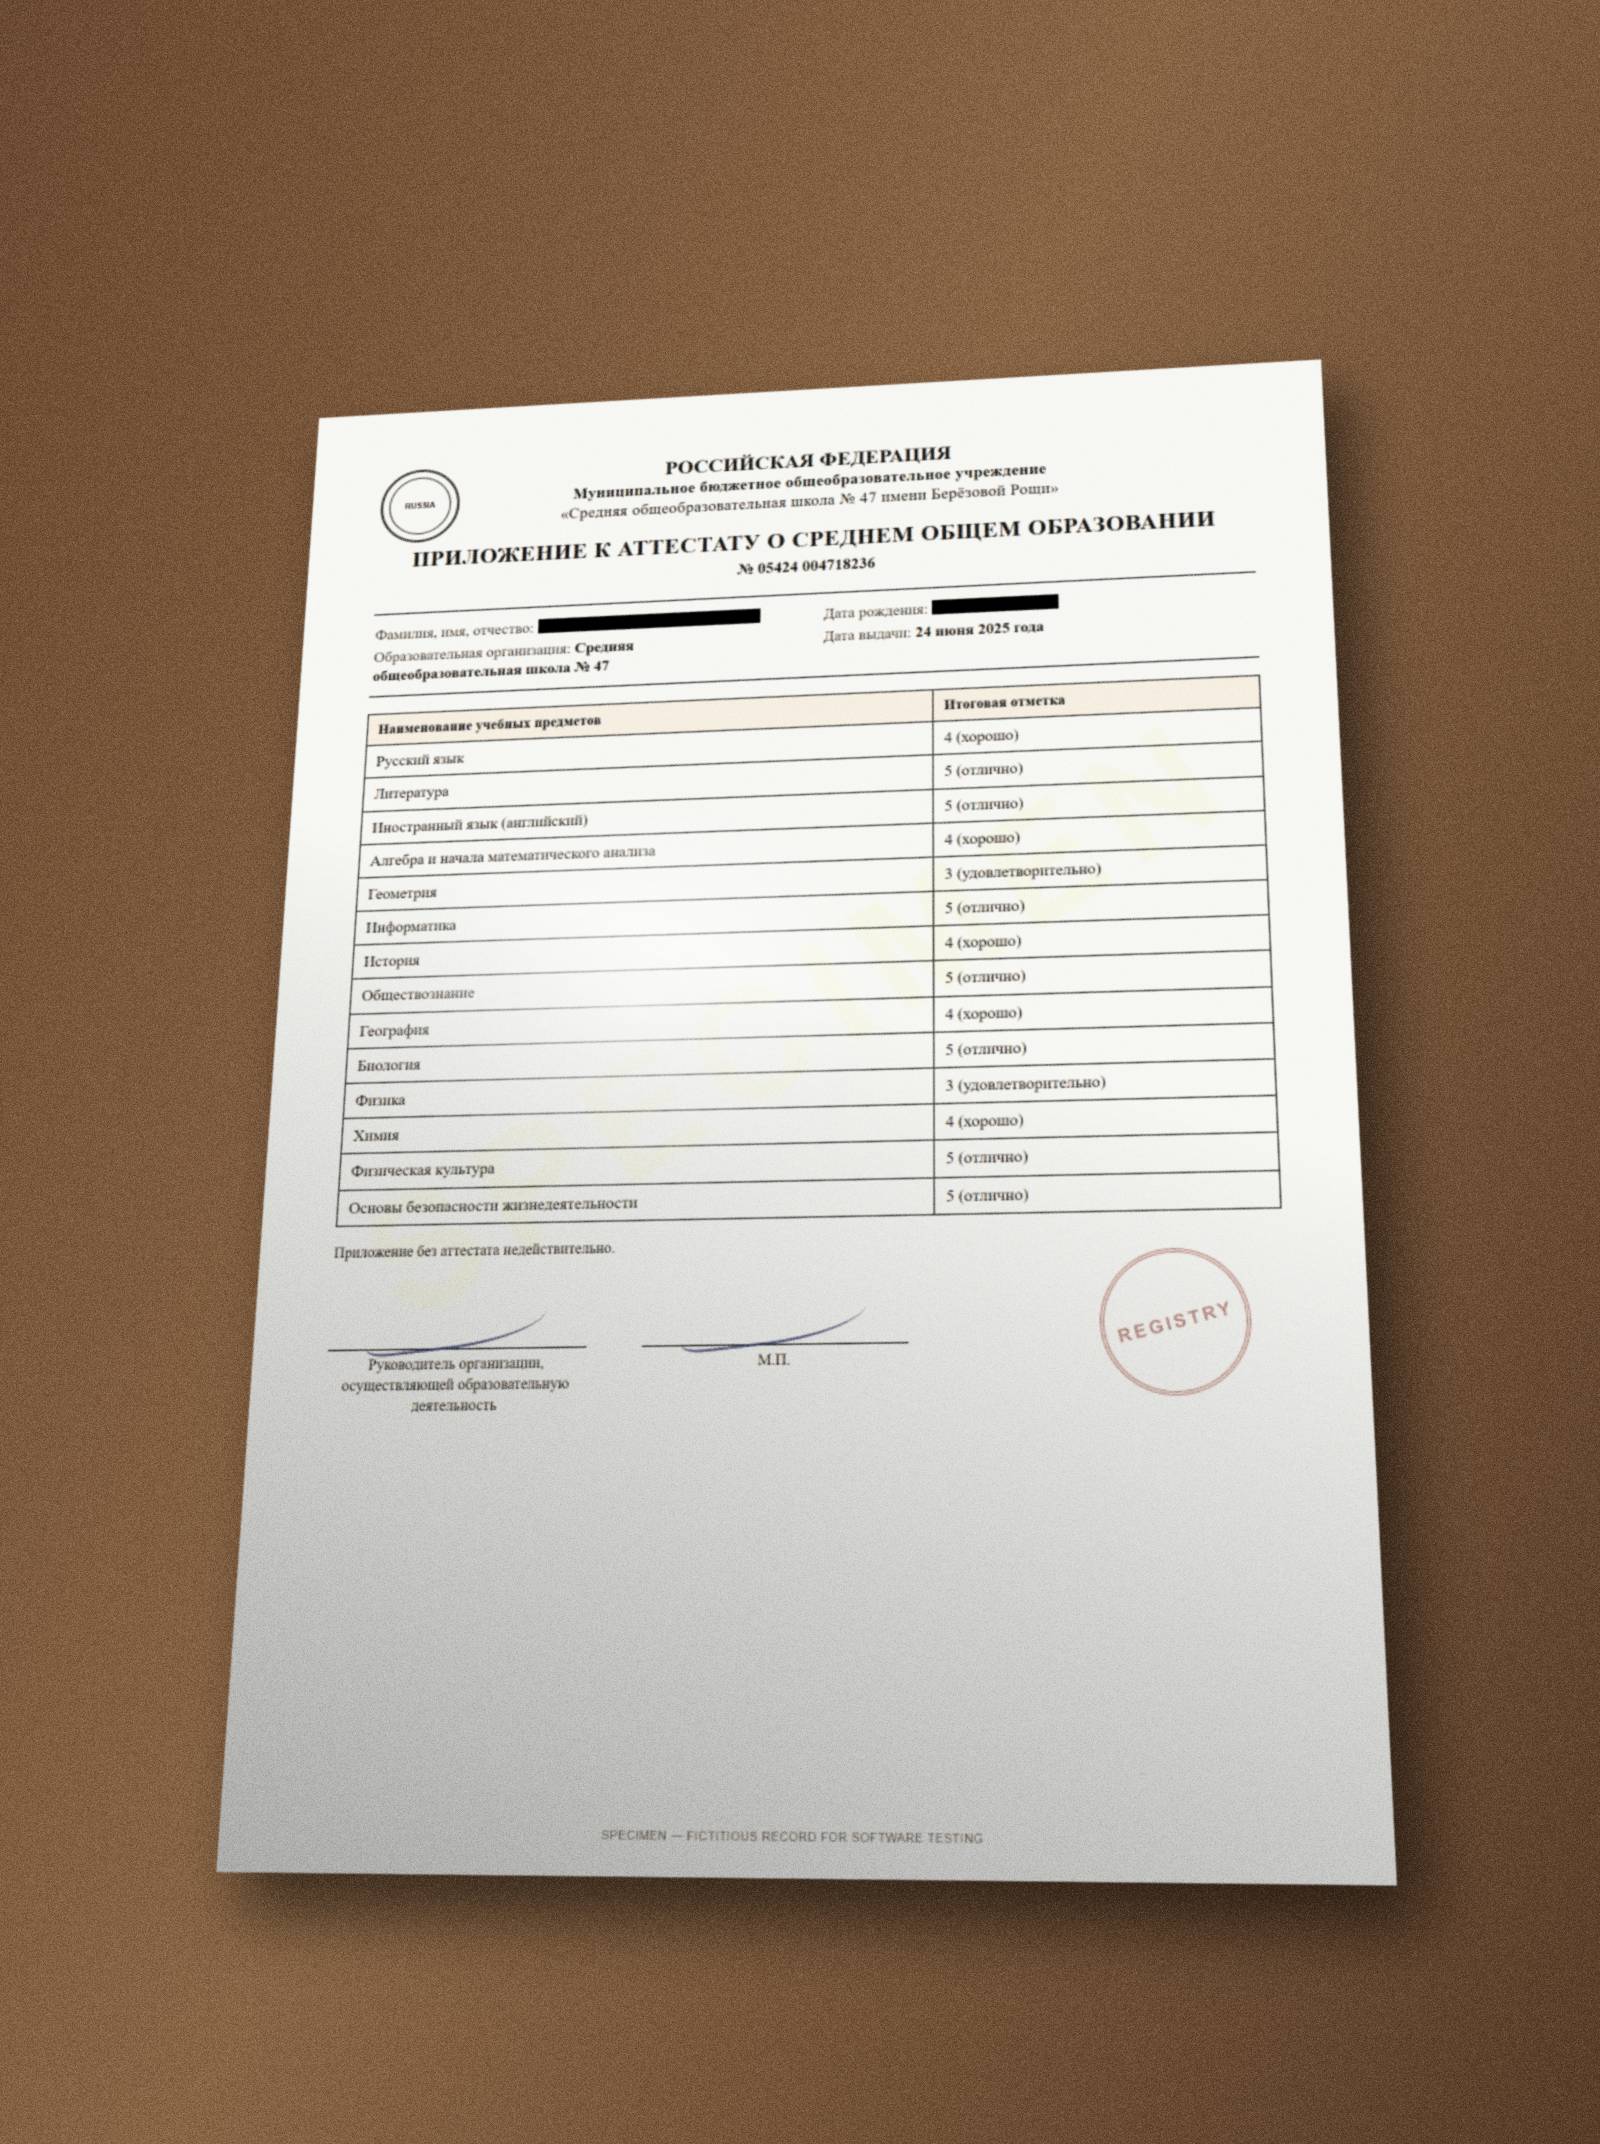 РОССИЙСКАЯ ФЕДЕРАЦИЯ
Муниципальное бюджетное общеобразовательное учреждение
«Средняя общеобразовательная школа № 47 имени Берёзовой Рощи»
RUSSIA
ПРИЛОЖЕНИЕ К АТТЕСТАТУ О СРЕДНЕМ ОБЩЕМ ОБРАЗОВАНИИ
№ 05424 004718236
Фамилия, имя, отчество:
Дата рождения:
Образовательная организация: Средняя
общеобразовательная школа № 47
Дата выдачи: 24 июня 2025 года
Наименование учебных предметов Итоговая отметка
Русский язык 4 (хорошо)
Литература 5 (отлично)
Иностранный язык (английский) 5 (отлично)
Алгебра и начала математического анализа 4 (хорошо)
Геометрия 3 (удовлетворительно)
Информатика 5 (отлично)
История 4 (хорошо)
Обществознание 5 (отлично)
География 4 (хорошо)
Биология 5 (отлично)
Физика 3 (удовлетворительно)
Химия 4 (хорошо)
Физическая культура 5 (отлично)
Основы безопасности жизнедеятельности 5 (отлично)
SPECIMEN
Приложение без аттестата недействительно.
Руководитель организации,
осуществляющей образовательную
деятельность
М.П.
REGISTRY
SPECIMEN — FICTITIOUS RECORD FOR SOFTWARE TESTING